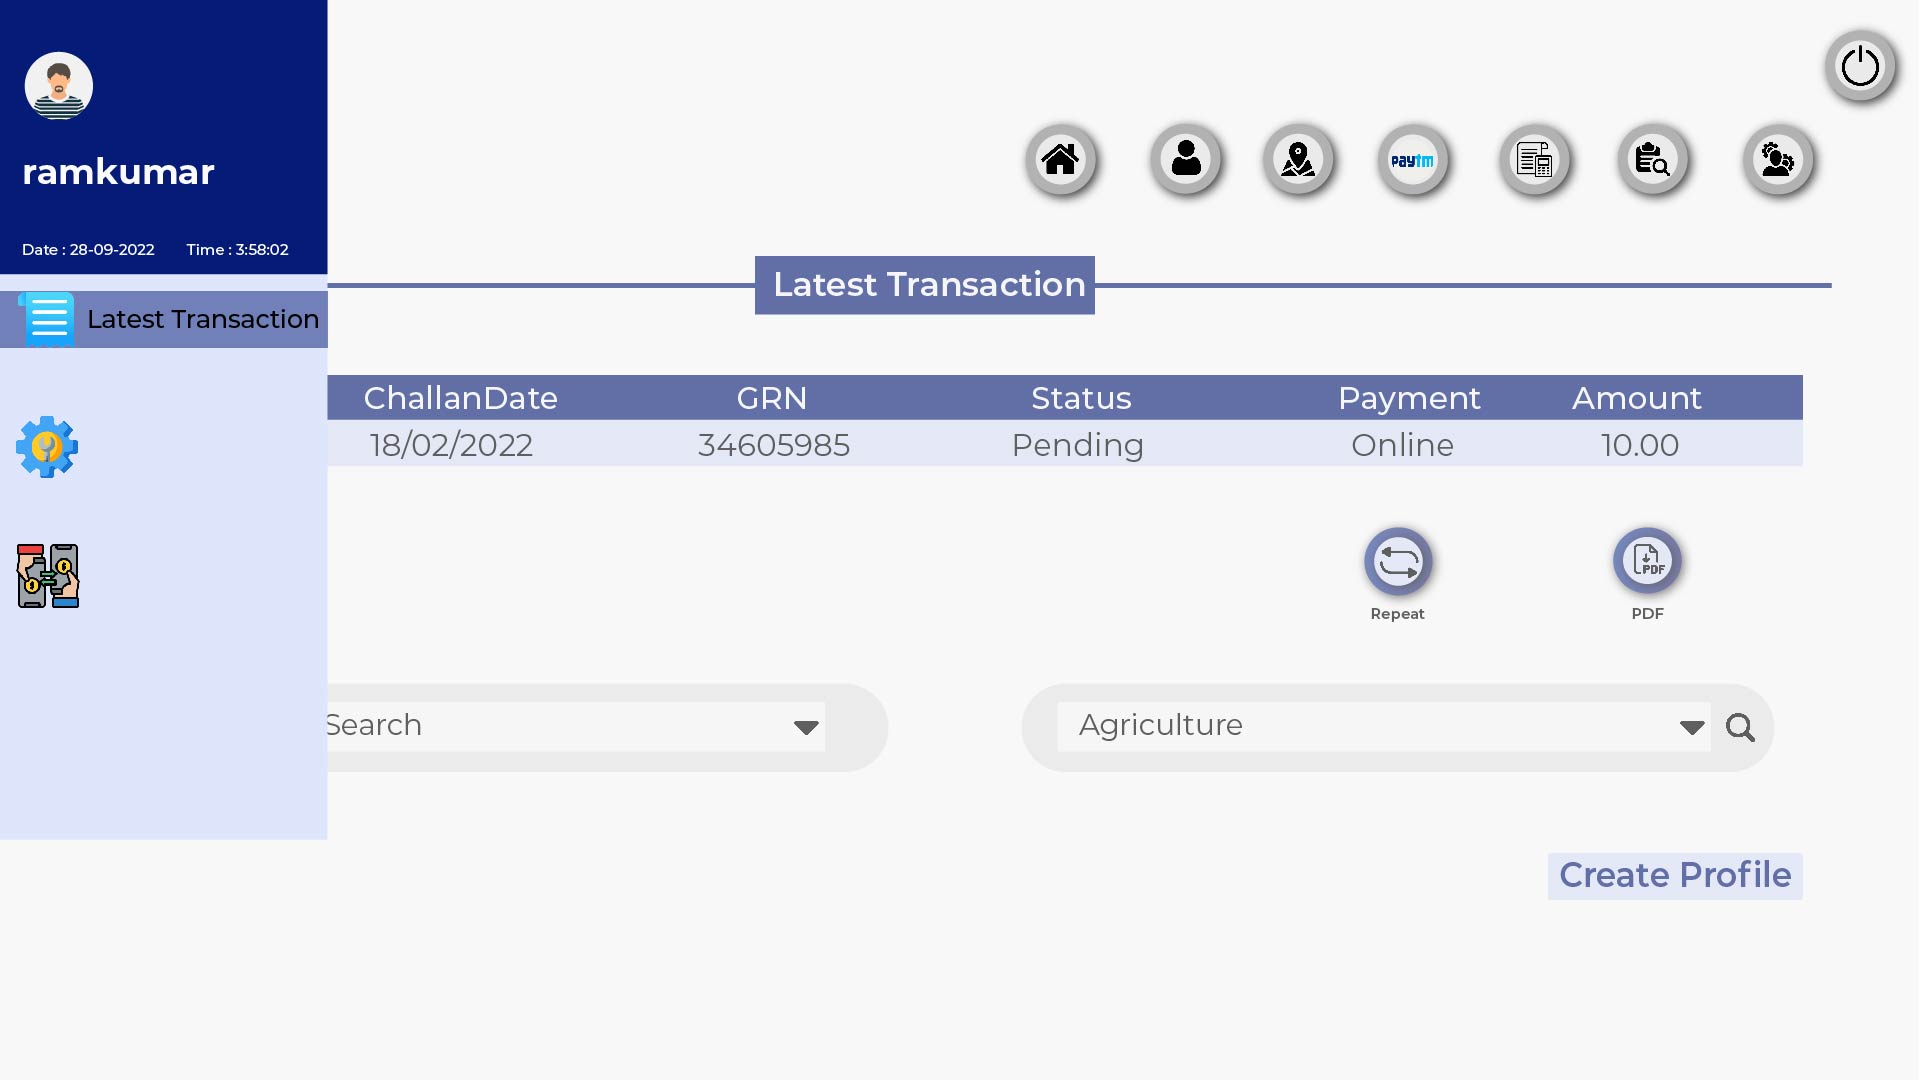 ramkumar
Date : 28-09-2022 Time : 3:58:02
paytm
Latest Transaction
Latest Transaction
ChallanDate GRN Status Payment Amount
18/02/2022 34605985 Pending Online 10.00
PDF
Repeat PDF
Search Agriculture
Create Profile